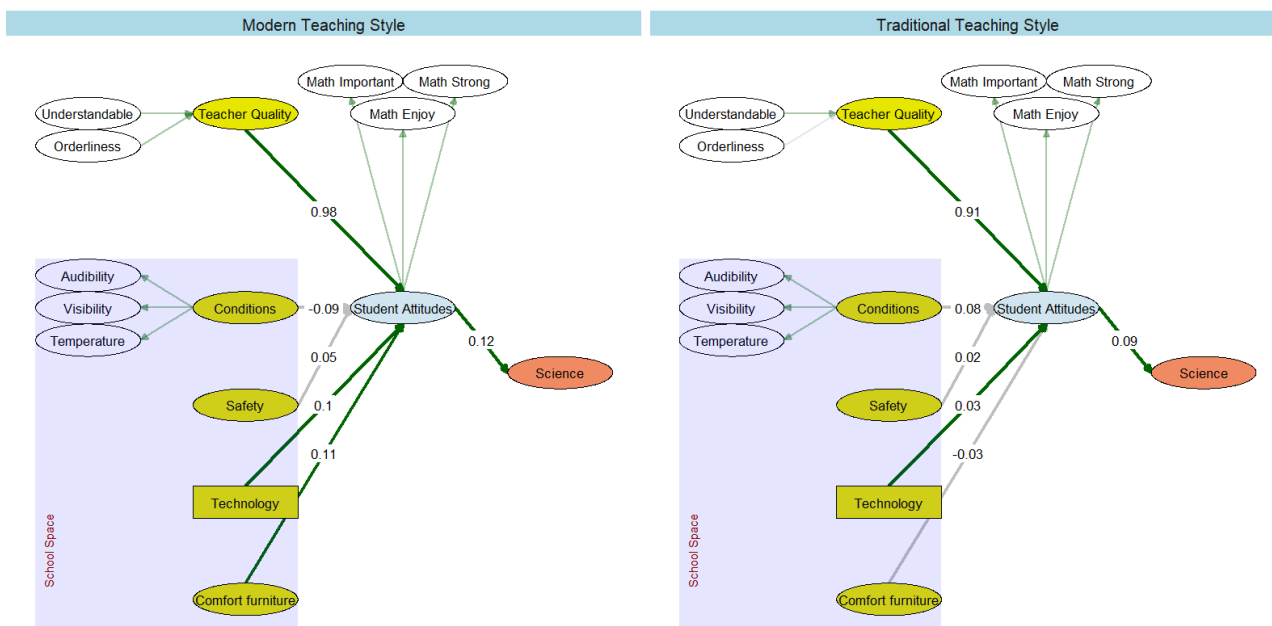 Modern Teaching Style
Math Important
Math Strong
Understandable
Teacher Quality
Math Enjoy
Orderliness
0.98
Audibility
Visibility
Conditions
-0.09
Student Attitudes
Temperature
0.05
0.12
Science
Safety
0.1
0.11
Technology
School Space
Comfort furniture
Traditional Teaching Style
Math Important
Math Strong
Understandable
Teacher Quality
Math Enjoy
Orderliness
0.91
Audibility
Visibility
Conditions
0.08
Student Attitudes
Temperature
0.02
0.09
Science
Safety
0.03
-0.03
Technology
School Space
Comfort furniture